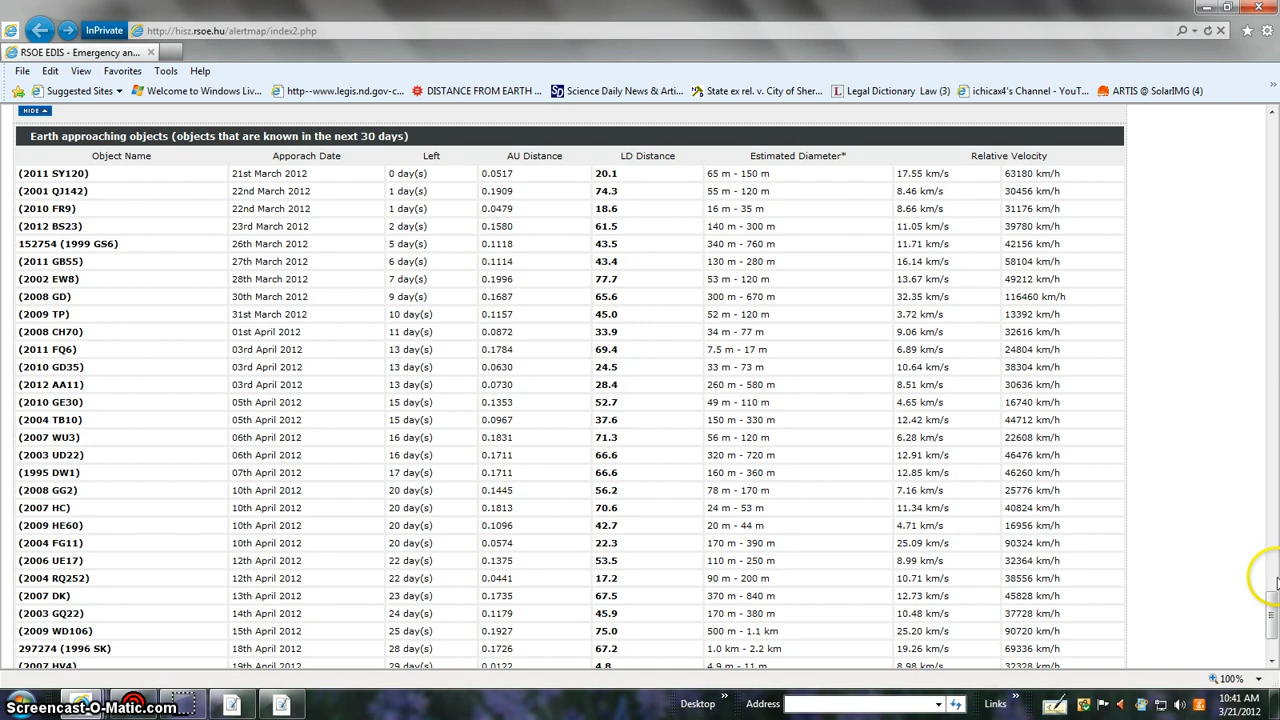 InPrivate http://hisz.rsoe.hu/alertmap/index2.php
RSOE EDIS - Emergency an...
File Edit View Favorites Tools Help
Suggested Sites Welcome to Windows Liv... http--www.legis.nd.gov-c... DISTANCE FROM EARTH ... Science Daily News & Arti... State ex rel. v. City of Sher... Legal Dictionary Law (3) ichicax4's Channel - YouT... ARTIS @ SolarIMG (4)
HIDE
Earth approaching objects (objects that are known in the next 30 days)
Object Name Apporach Date Left AU Distance LD Distance Estimated Diameter* Relative Velocity
(2011 SY120) 21st March 2012 0 day(s) 0.0517 20.1 65 m - 150 m 17.55 km/s 63180 km/h
(2001 QJ142) 22nd March 2012 1 day(s) 0.1909 74.3 55 m - 120 m 8.46 km/s 30456 km/h
(2010 FR9) 22nd March 2012 1 day(s) 0.0479 18.6 16 m - 35 m 8.66 km/s 31176 km/h
(2012 BS23) 23rd March 2012 2 day(s) 0.1580 61.5 140 m - 300 m 11.05 km/s 39780 km/h
152754 (1999 GS6) 26th March 2012 5 day(s) 0.1118 43.5 340 m - 760 m 11.71 km/s 42156 km/h
(2011 GB55) 27th March 2012 6 day(s) 0.1114 43.4 130 m - 280 m 16.14 km/s 58104 km/h
(2002 EW8) 28th March 2012 7 day(s) 0.1996 77.7 53 m - 120 m 13.67 km/s 49212 km/h
(2008 GD) 30th March 2012 9 day(s) 0.1687 65.6 300 m - 670 m 32.35 km/s 116460 km/h
(2009 TP) 31st March 2012 10 day(s) 0.1157 45.0 52 m - 120 m 3.72 km/s 13392 km/h
(2008 CH70) 01st April 2012 11 day(s) 0.0872 33.9 34 m - 77 m 9.06 km/s 32616 km/h
(2011 FQ6) 03rd April 2012 13 day(s) 0.1784 69.4 7.5 m - 17 m 6.89 km/s 24804 km/h
(2010 GD35) 03rd April 2012 13 day(s) 0.0630 24.5 33 m - 73 m 10.64 km/s 38304 km/h
(2012 AA11) 03rd April 2012 13 day(s) 0.0730 28.4 260 m - 580 m 8.51 km/s 30636 km/h
(2010 GE30) 05th April 2012 15 day(s) 0.1353 52.7 49 m - 110 m 4.65 km/s 16740 km/h
(2004 TB10) 05th April 2012 15 day(s) 0.0967 37.6 150 m - 330 m 12.42 km/s 44712 km/h
(2007 WU3) 06th April 2012 16 day(s) 0.1831 71.3 56 m - 120 m 6.28 km/s 22608 km/h
(2003 UD22) 06th April 2012 16 day(s) 0.1711 66.6 320 m - 720 m 12.91 km/s 46476 km/h
(1995 DW1) 07th April 2012 17 day(s) 0.1711 66.6 160 m - 360 m 12.85 km/s 46260 km/h
(2008 GG2) 10th April 2012 20 day(s) 0.1445 56.2 78 m - 170 m 7.16 km/s 25776 km/h
(2007 HC) 10th April 2012 20 day(s) 0.1813 70.6 24 m - 53 m 11.34 km/s 40824 km/h
(2009 HE60) 10th April 2012 20 day(s) 0.1096 42.7 20 m - 44 m 4.71 km/s 16956 km/h
(2004 FG11) 10th April 2012 20 day(s) 0.0574 22.3 170 m - 390 m 25.09 km/s 90324 km/h
(2006 UE17) 12th April 2012 22 day(s) 0.1375 53.5 110 m - 250 m 8.99 km/s 32364 km/h
(2004 RQ252) 12th April 2012 22 day(s) 0.0441 17.2 90 m - 200 m 10.71 km/s 38556 km/h
(2007 DK) 13th April 2012 23 day(s) 0.1735 67.5 370 m - 840 m 12.73 km/s 45828 km/h
(2003 GQ22) 14th April 2012 24 day(s) 0.1179 45.9 170 m - 380 m 10.48 km/s 37728 km/h
(2009 WD106) 15th April 2012 25 day(s) 0.1927 75.0 500 m - 1.1 km 25.20 km/s 90720 km/h
297274 (1996 SK) 18th April 2012 28 day(s) 0.1726 67.2 1.0 km - 2.2 km 19.26 km/s 69336 km/h
(2007 HV4) 19th April 2012 29 day(s) 0.0122 4.8 4.9 m - 11 m 8.98 km/s 32328 km/h
100%
Screencast-O-Matic.com Desktop Address Links 10:41 AM
3/21/2012